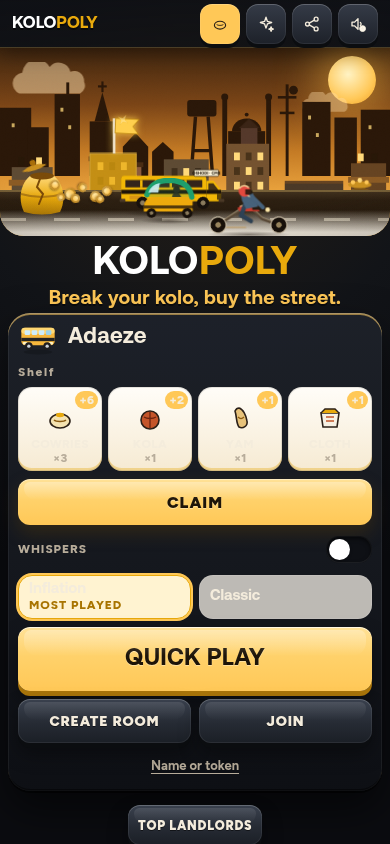 KOLOPOLY
KOLOPOLY
Break your kolo, buy the street.
Adaeze
Shelf
+6
+2
+1
+1
COWRIES
KOLA
YAM
×3
×1
×1
×1
CLAIM
WHISPERS
Inflation
MOST PLAYED
Classic
QUICK PLAY
CREATE ROOM
JOIN
Name or token
TOP LANDLORDS